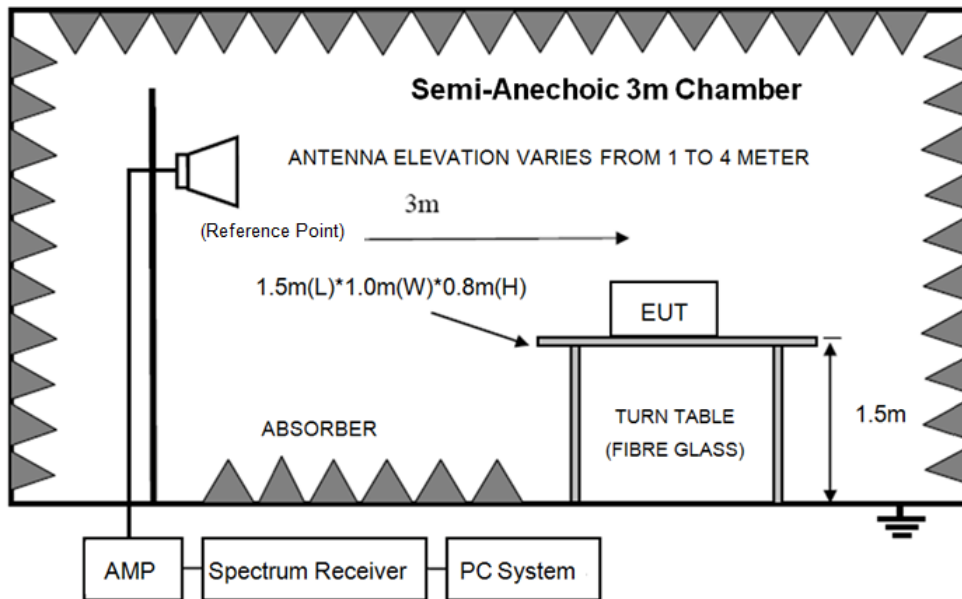 Semi-Anechoic 3m Chamber
ANTENNA ELEVATION VARIES FROM 1 TO 4 METER
3m
(Reference Point)
1.5m(L)*1.0m(W)*0.8m(H)
EUT
TURN TABLE
(FIBRE GLASS)
1.5m
ABSORBER
AMP
Spectrum Receiver
PC System